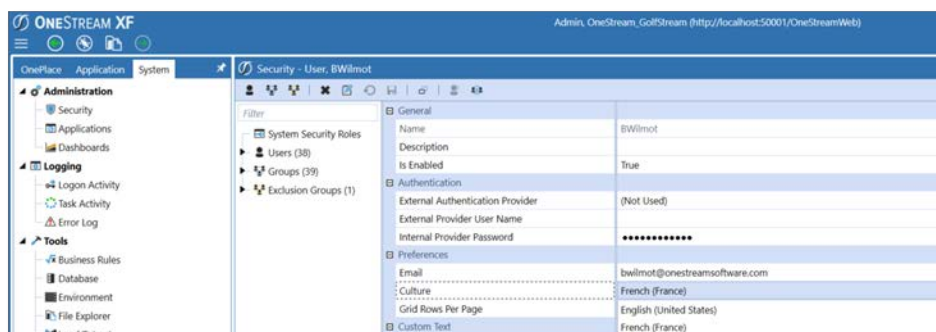 ONESTREAM XF
Admin, OneStream_GolfStream (http://localhost:50001/OneStreamWeb)
OnePlace Application System
Administration
Security
Applications
Dashboards
Logging
Logon Activity
Task Activity
Error Log
Tools
Business Rules
Database
Environment
File Explorer
Security - User, BWilmot
Filter
System Security Roles
Users (38)
Groups (39)
Exclusion Groups (1)
General
Name BWilmot
Description
Is Enabled True
Authentication
External Authentication Provider (Not Used)
External Provider User Name
Internal Provider Password ●●●●●●●●●●●●
Preferences
Email bwilmot@onestreamsoftware.com
Culture French (France)
Grid Rows Per Page English (United States)
Custom Text French (France)